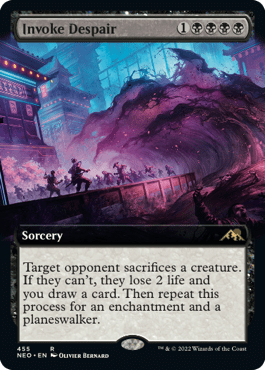 Invoke Despair 1
Sorcery
Target opponent sacrifices a creature.
If they can't, they lose 2 life and
you draw a card. Then repeat this
process for an enchantment and a
planeswalker.
455 R
NEO • EN Olivier Bernard ™ & © 2022 Wizards of the Coast